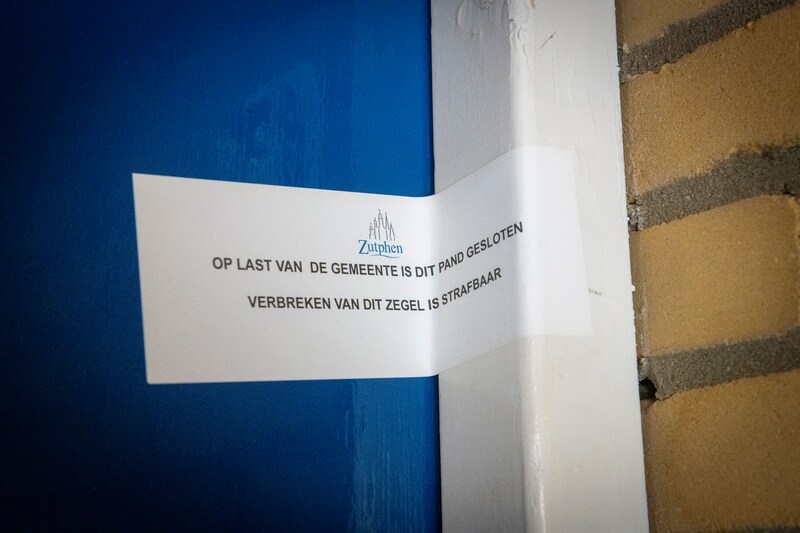 Zutphen
OP LAST VAN DE GEMEENTE IS DIT PAND GESLOTEN
VERBREKEN VAN DIT ZEGEL IS STRAFBAAR